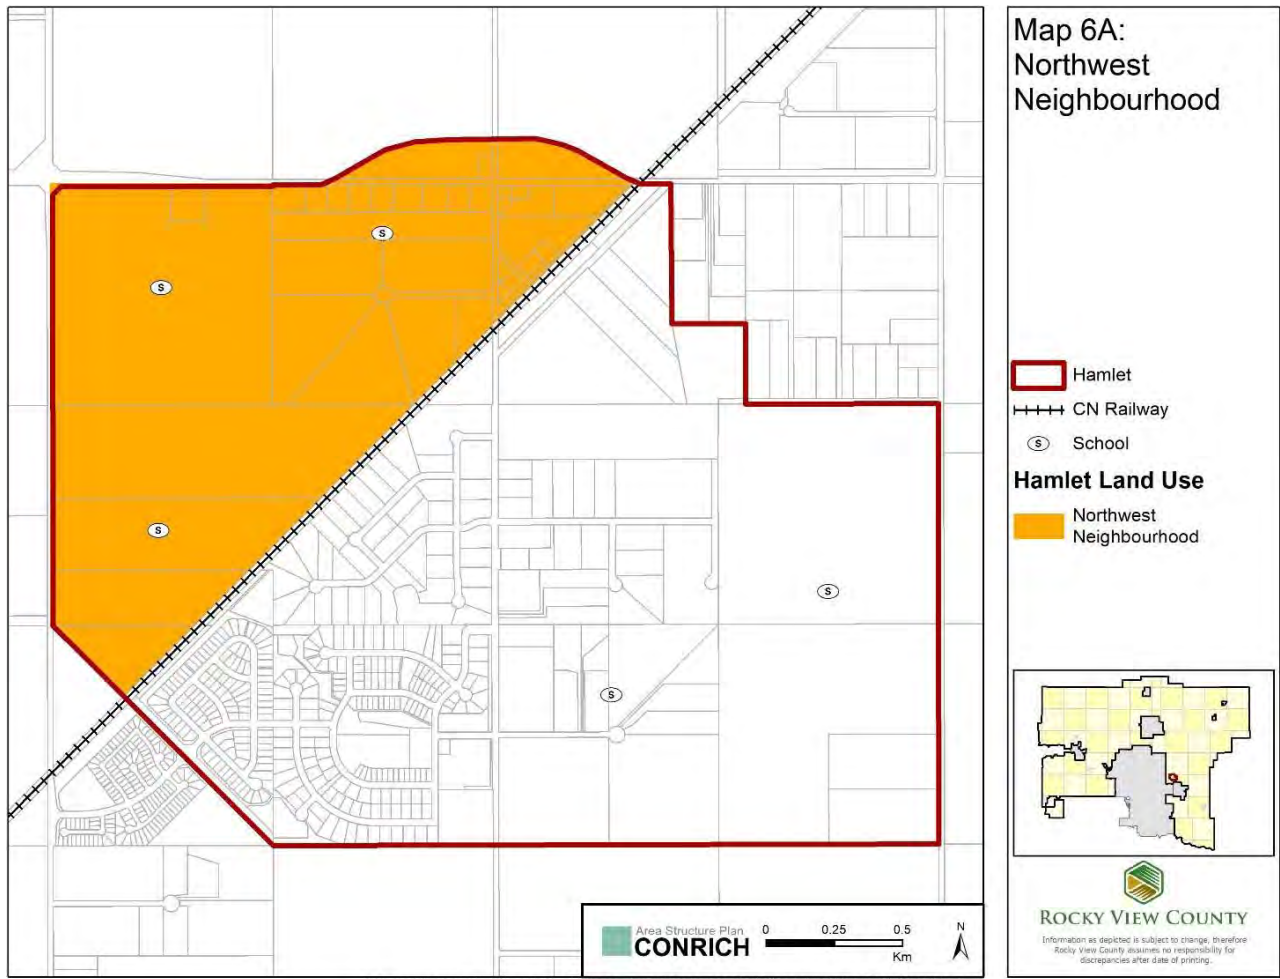 Map 6A:
Northwest
Neighbourhood
S
S
S
S
S
Hamlet
CN Railway
S School
Hamlet Land Use
Northwest
Neighbourhood
Area Structure Plan
CONRICH
0 0.25 0.5
Km
N
ROCKY VIEW COUNTY
Information as depicted is subject to change, therefore
Rocky View County assumes no responsibility for
discrepancies after date of printing.